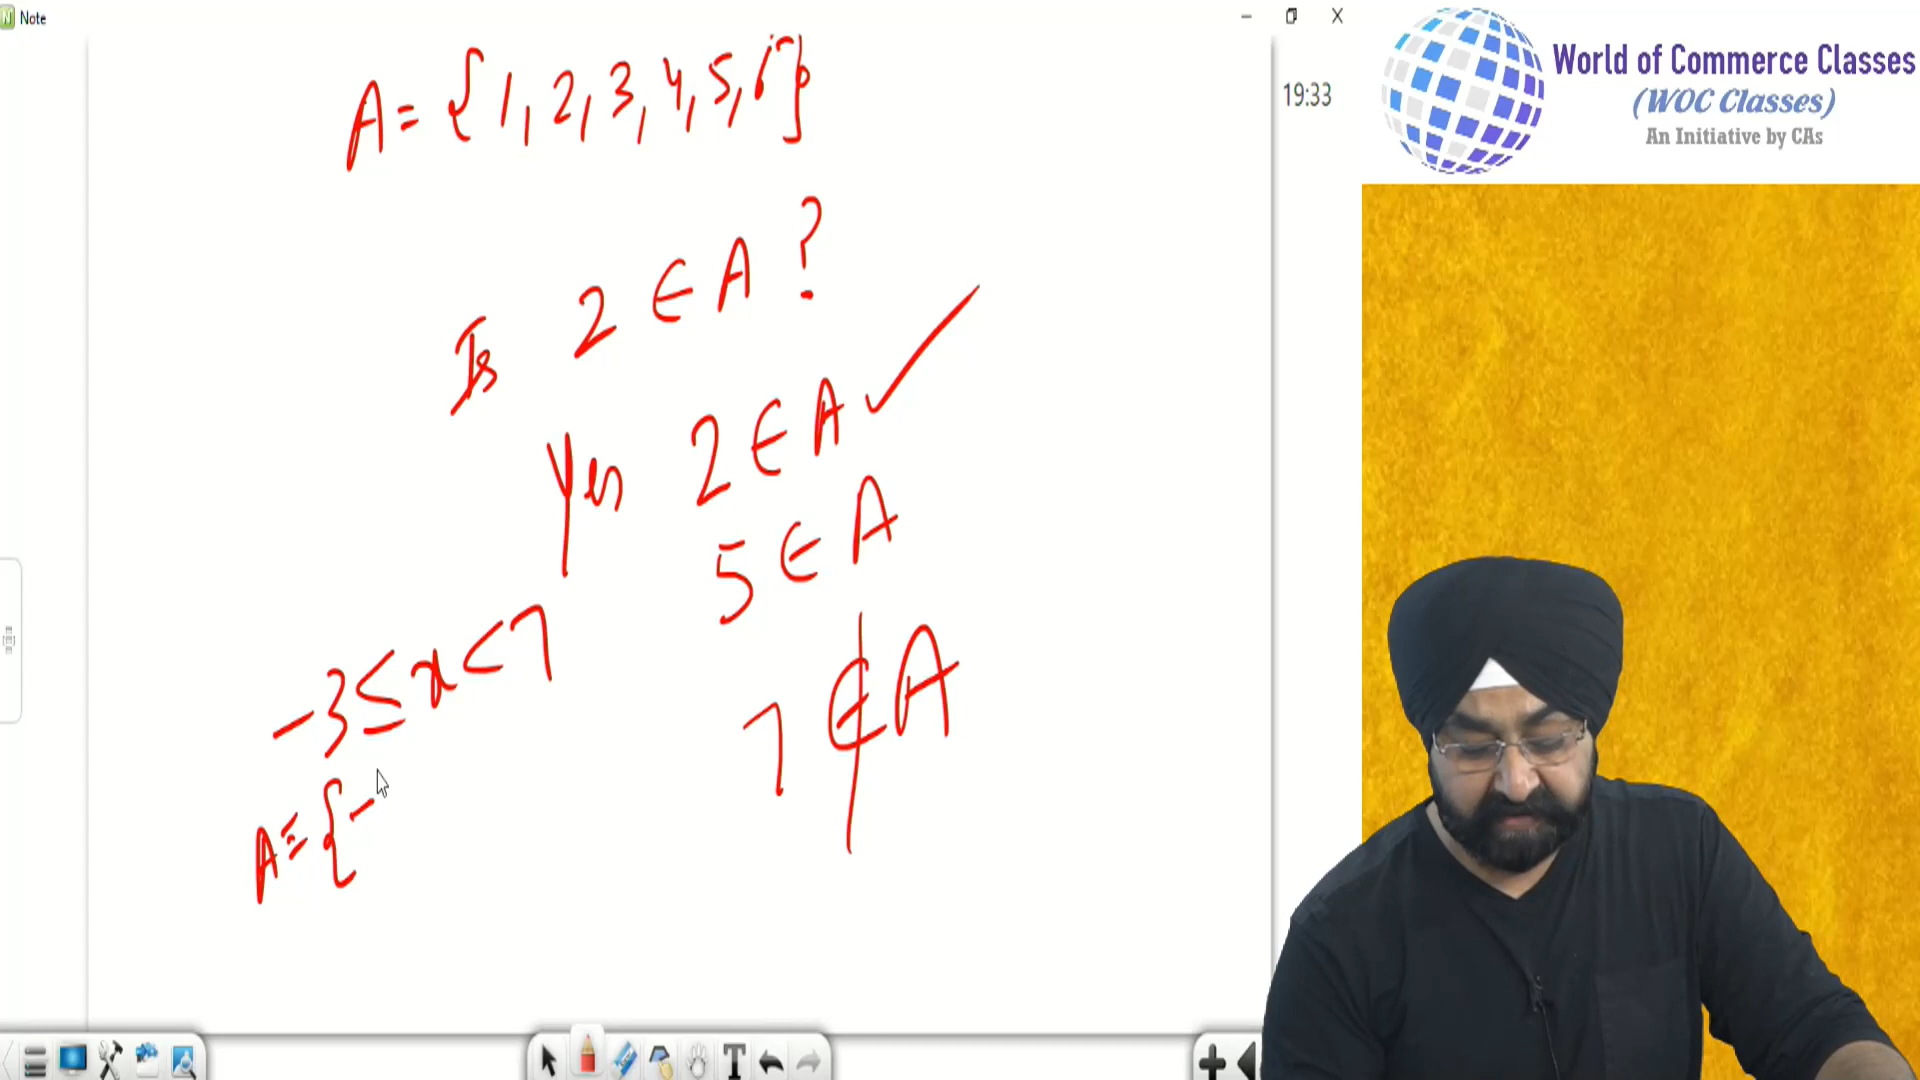 Note
A = {1, 2, 3, 4, 5, 6}
Is 2 ∈ A ?
Yes 2 ∈ A ✓
5 ∈ A
7 ∉ A
-3 ≤ x < 7
A = {-
19:33
World of Commerce Classes
(WOC Classes)
An Initiative by CAs